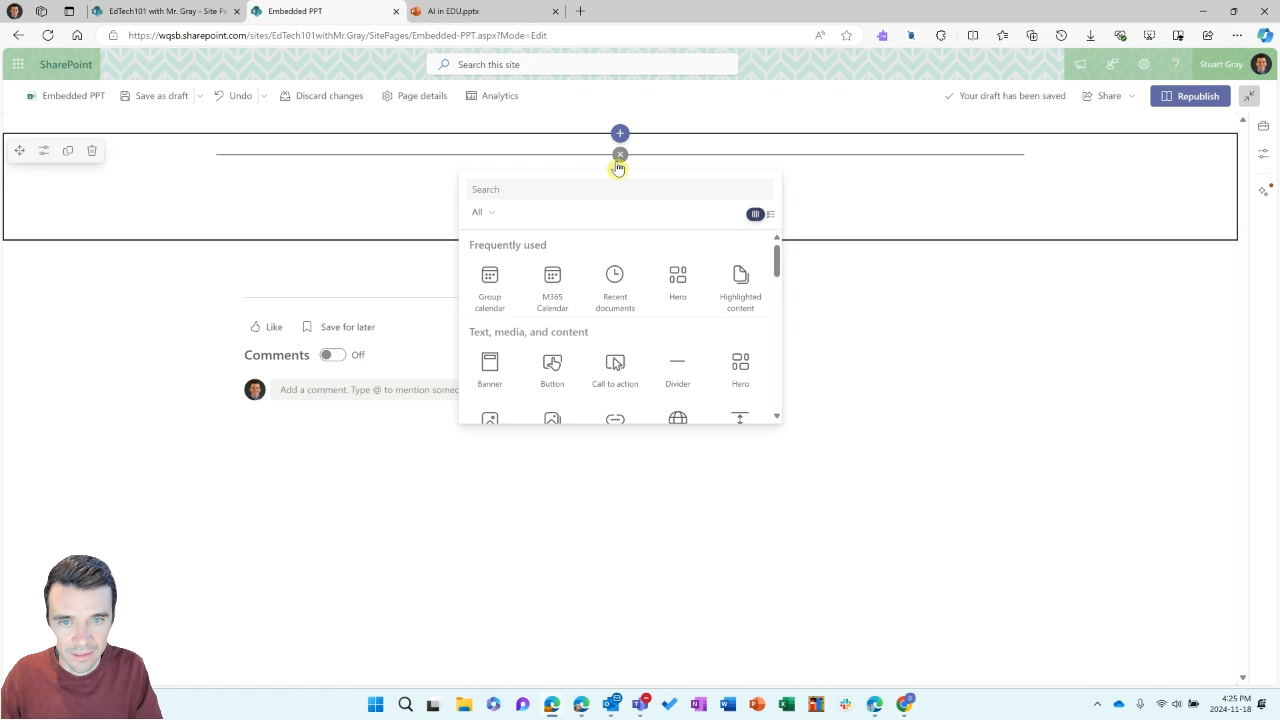 EdTech101 with Mr. Gray - Site Pa
Embedded PPT
AI in EDU.pptx
https://wqsb.sharepoint.com/sites/EdTech101withMr.Gray/SitePages/Embedded-PPT.aspx?Mode=Edit
SharePoint
Search this site
Stuart Gray
Embedded PPT
Save as draft
Undo
Discard changes
Page details
Analytics
Your draft has been saved
Share
Republish
Search
All
Frequently used
Group calendar
M365 Calendar
Recent documents
Hero
Highlighted content
Text, media, and content
Banner
Button
Call to action
Divider
Hero
Like
Save for later
Comments
Off
Add a comment. Type @ to mention someo
4:25 PM
2024-11-18